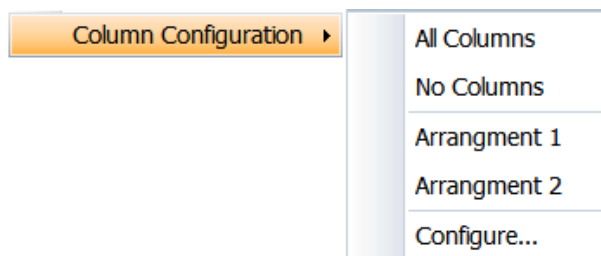 Column Configuration
All Columns
No Columns
Arrangment 1
Arrangment 2
Configure...